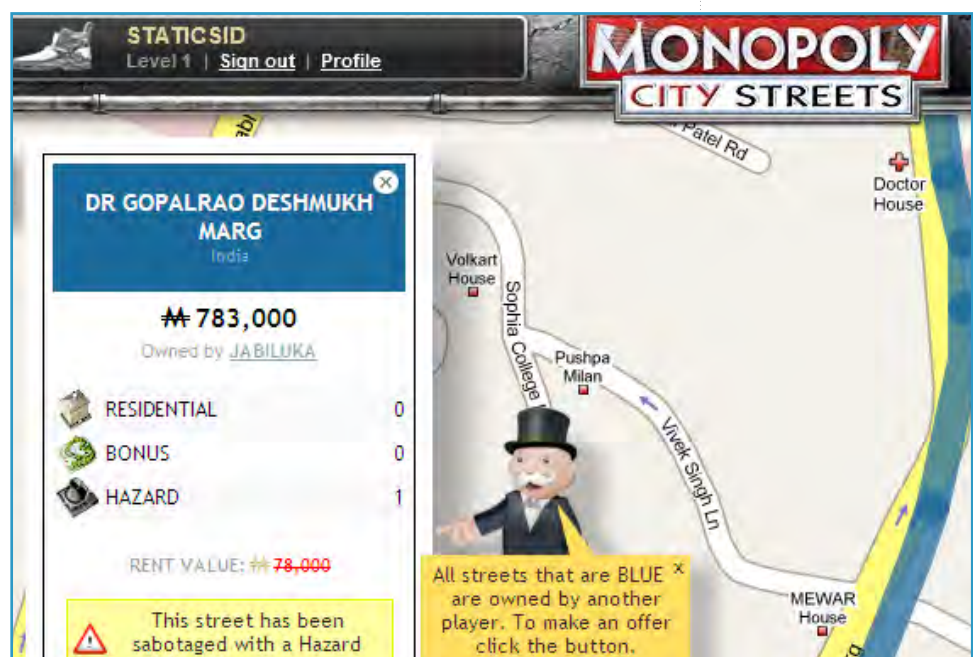 STATICSID
Level 1 | Sign out | Profile
MONOPOLY
CITY STREETS
DR GOPALRAO DESHMUKH
MARG
India
₩ 783,000
Owned by JABILUKA
RESIDENTIAL 0
BONUS 0
HAZARD 1
RENT VALUE: ₩ 78,000
This street has been
sabotaged with a Hazard
Patel Rd
Doctor
House
Volkart
House
Sophia College
Pushpa
Milan
Vivek Singh Ln
MEWAR
House
All streets that are BLUE x
are owned by another
player. To make an offer
click the button.